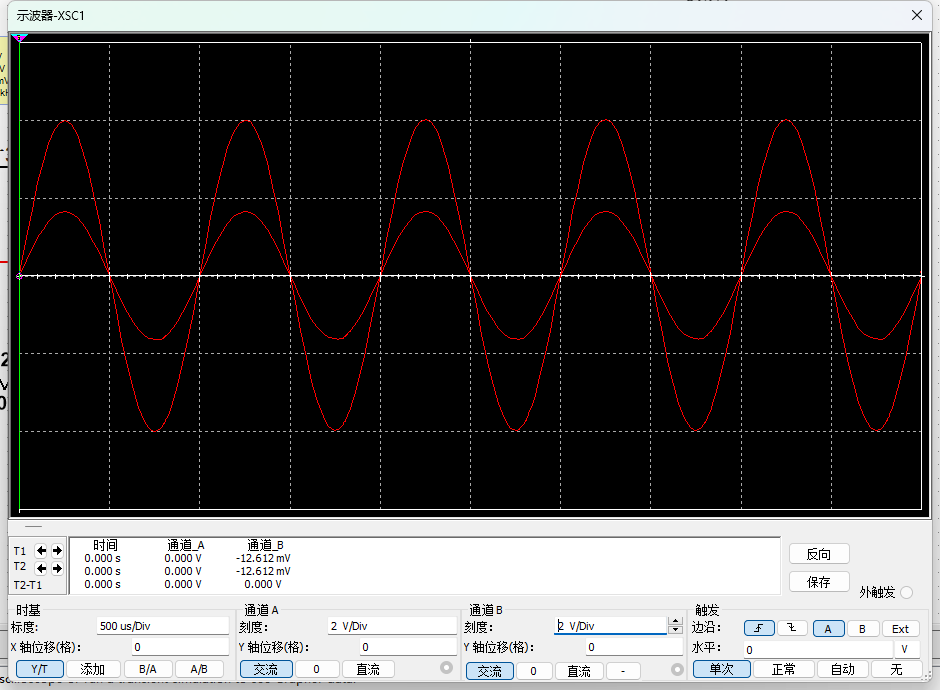 示波器-XSC1
T1
T2
T2-T1
时间 通道_A 通道_B
0.000 s 0.000 V -12.612 mV
0.000 s 0.000 V -12.612 mV
0.000 s 0.000 V 0.000 V
反向
保存
外触发
时基
标度: 500 us/Div
X 轴位移(格): 0
Y/T 添加 B/A A/B
通道 A
刻度: 2 V/Div
Y 轴位移(格): 0
交流 0 直流
通道 B
刻度: 2 V/Div
Y 轴位移(格): 0
交流 0 直流 -
触发
边沿: A B Ext
水平: 0 V
单次 正常 自动 无